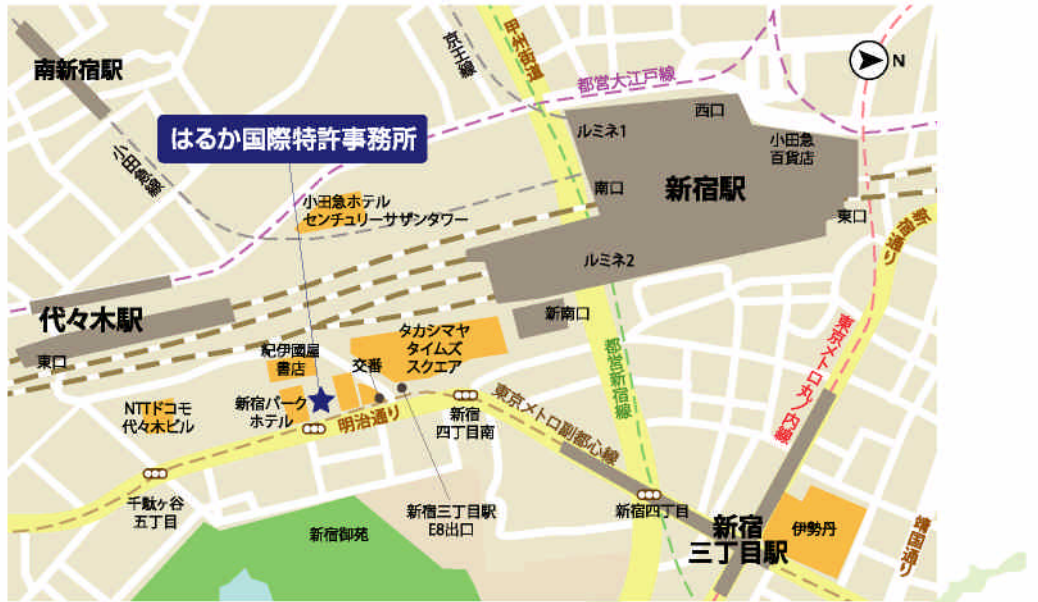 南新宿駅
京王線
甲州街道
都営大江戸線
N
はるか国際特許事務所
ルミネ1
西口
小田急
百貨店
小田急線
小田急ホテル
センチュリーサザンタワー
南口
新宿駅
東口
新宿通り
ルミネ2
代々木駅
東口
新南口
タカシマヤ
タイムズ
スクエア
紀伊國屋
書店
交番
都営新宿線
東京メトロ丸ノ内線
NTTドコモ
代々木ビル
新宿パーク
ホテル
明治通り
新宿
四丁目南
東京メトロ副都心線
千駄ヶ谷
五丁目
新宿御苑
新宿三丁目駅
E8出口
新宿四丁目
新宿
三丁目駅
伊勢丹
靖国通り